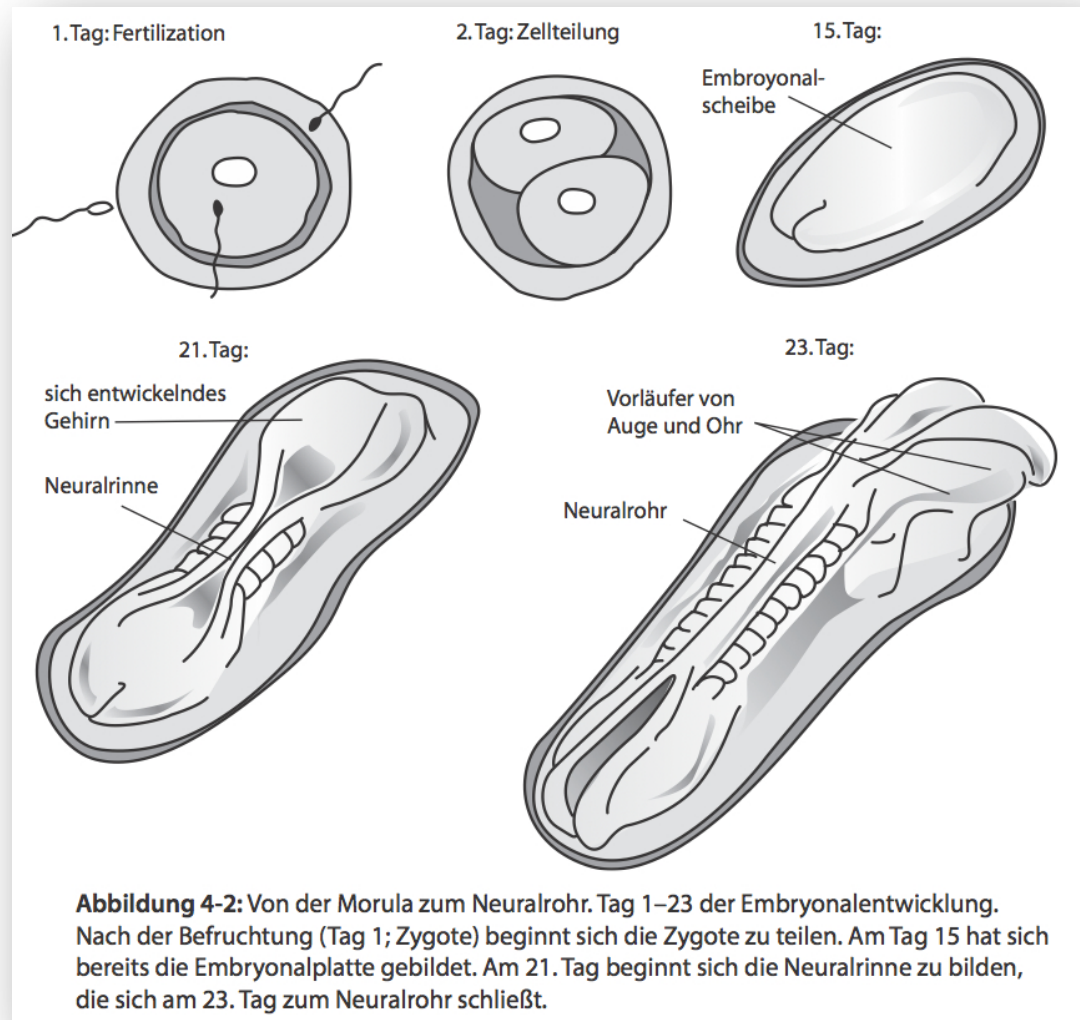 1. Tag: Fertilization
2. Tag: Zellteilung
15. Tag:
Embroyonal-
scheibe
21. Tag:
sich entwickelndes
Gehirn
Neuralrinne
23. Tag:
Vorläufer von
Auge und Ohr
Neuralrohr
Abbildung 4-2: Von der Morula zum Neuralrohr. Tag 1–23 der Embryonalentwicklung.
Nach der Befruchtung (Tag 1; Zygote) beginnt sich die Zygote zu teilen. Am Tag 15 hat sich
bereits die Embryonalplatte gebildet. Am 21. Tag beginnt sich die Neuralrinne zu bilden,
die sich am 23. Tag zum Neuralrohr schließt.